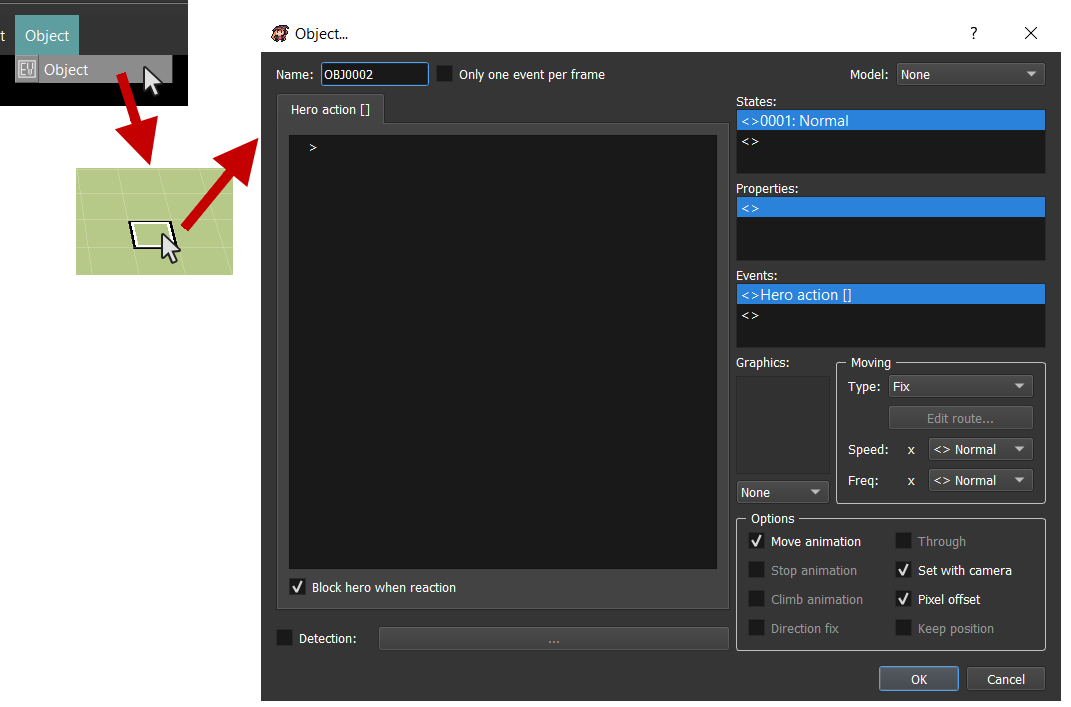 t
Object
EV Object
Object...
?
Name: OBJ0002 Only one event per frame
Model: None
Hero action []
>
States:
<>0001: Normal
<>
Properties:
<>
Events:
<>Hero action []
<>
Graphics:
None
Moving
Type: Fix
Edit route...
Speed: x <> Normal
Freq: x <> Normal
Options
Move animation Through
Stop animation Set with camera
Climb animation Pixel offset
Direction fix Keep position
Block hero when reaction
Detection: ...
OK Cancel